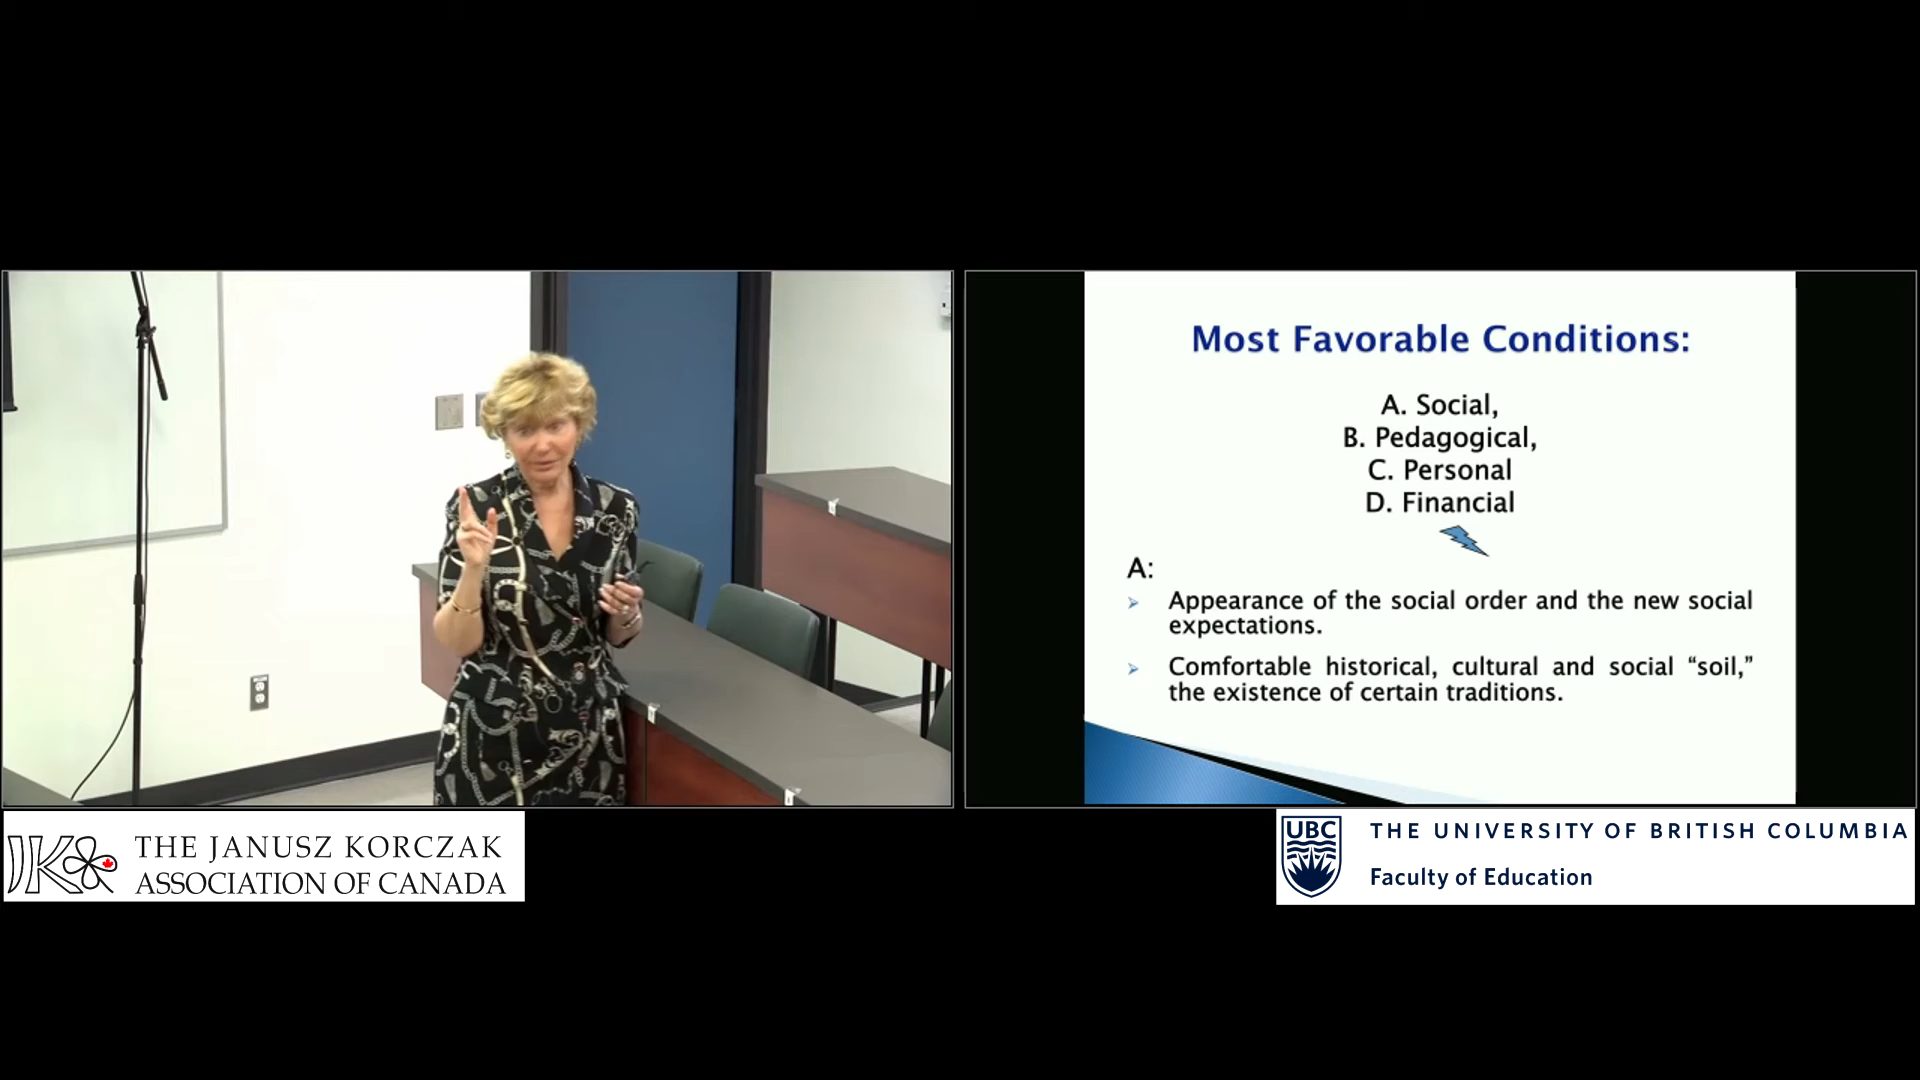 Most Favorable Conditions:
A. Social,
B. Pedagogical,
C. Personal
D. Financial
A:
Appearance of the social order and the new social
expectations.
Comfortable historical, cultural and social “soil,”
the existence of certain traditions.
JK
THE JANUSZ KORCZAK
ASSOCIATION OF CANADA
UBC
THE UNIVERSITY OF BRITISH COLUMBIA
Faculty of Education